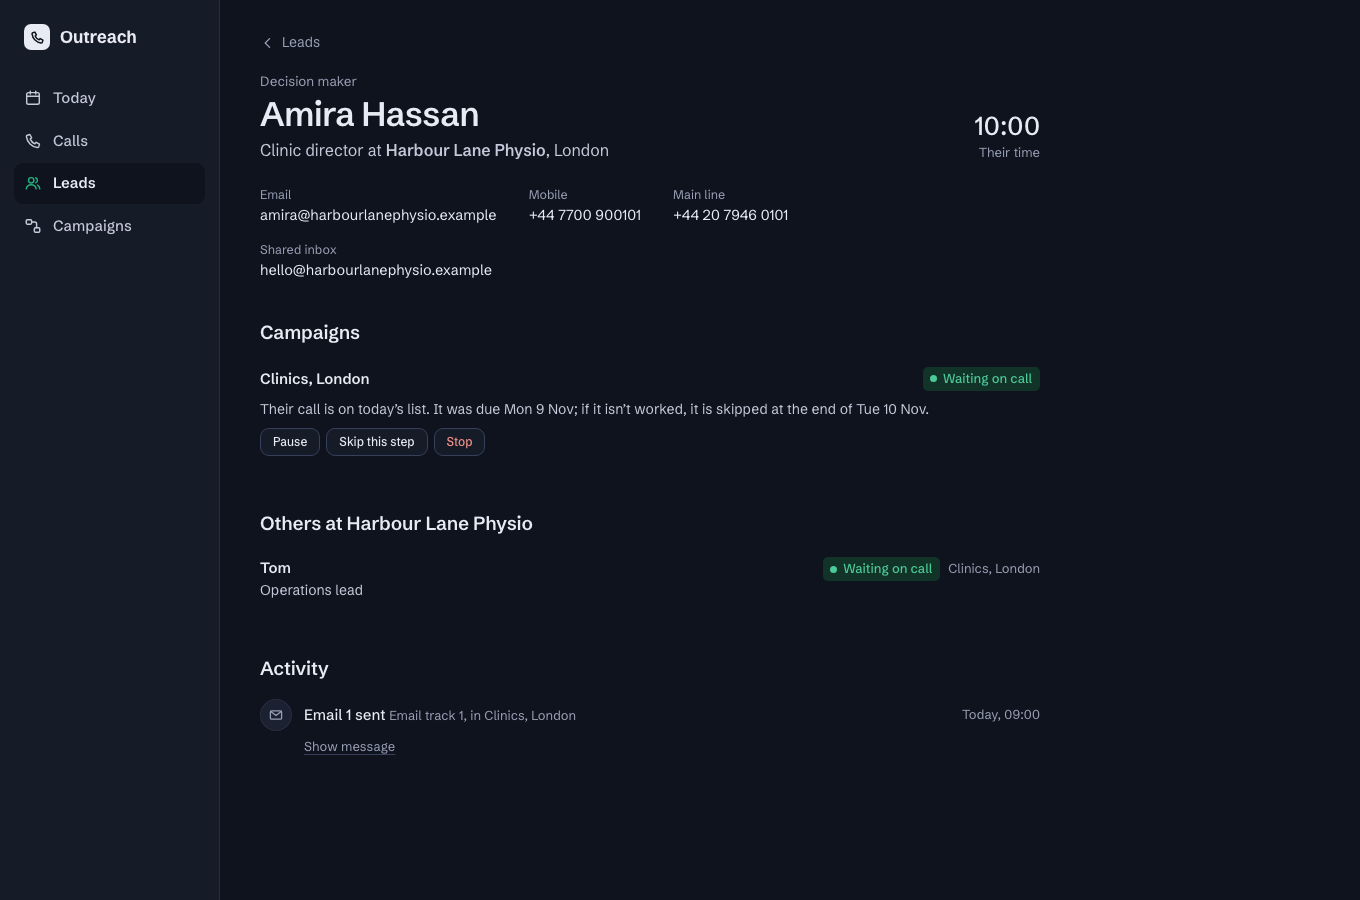 Outreach
Today
Calls
Leads
Campaigns
Leads
Decision maker
Amira Hassan
Clinic director at Harbour Lane Physio, London
10:00
Their time
Email
amira@harbourlanephysio.example
Mobile
+44 7700 900101
Main line
+44 20 7946 0101
Shared inbox
hello@harbourlanephysio.example
Campaigns
Clinics, London
Waiting on call
Their call is on today’s list. It was due Mon 9 Nov; if it isn’t worked, it is skipped at the end of Tue 10 Nov.
Pause
Skip this step
Stop
Others at Harbour Lane Physio
Tom
Waiting on call
Clinics, London
Operations lead
Activity
Email 1 sent Email track 1, in Clinics, London
Today, 09:00
Show message